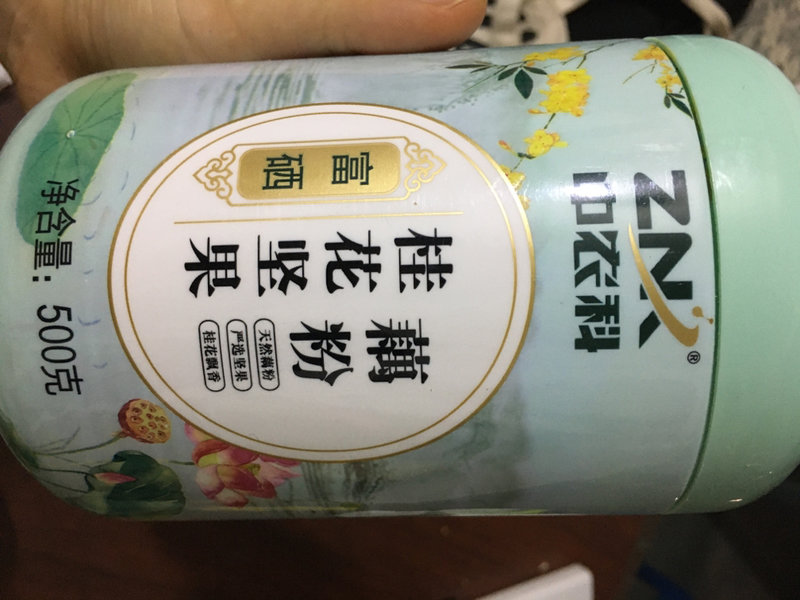 ZNK®
中农科
富硒
桂花坚果
藕粉
天然藕粉
严选坚果
桂花飘香
净含量：500克